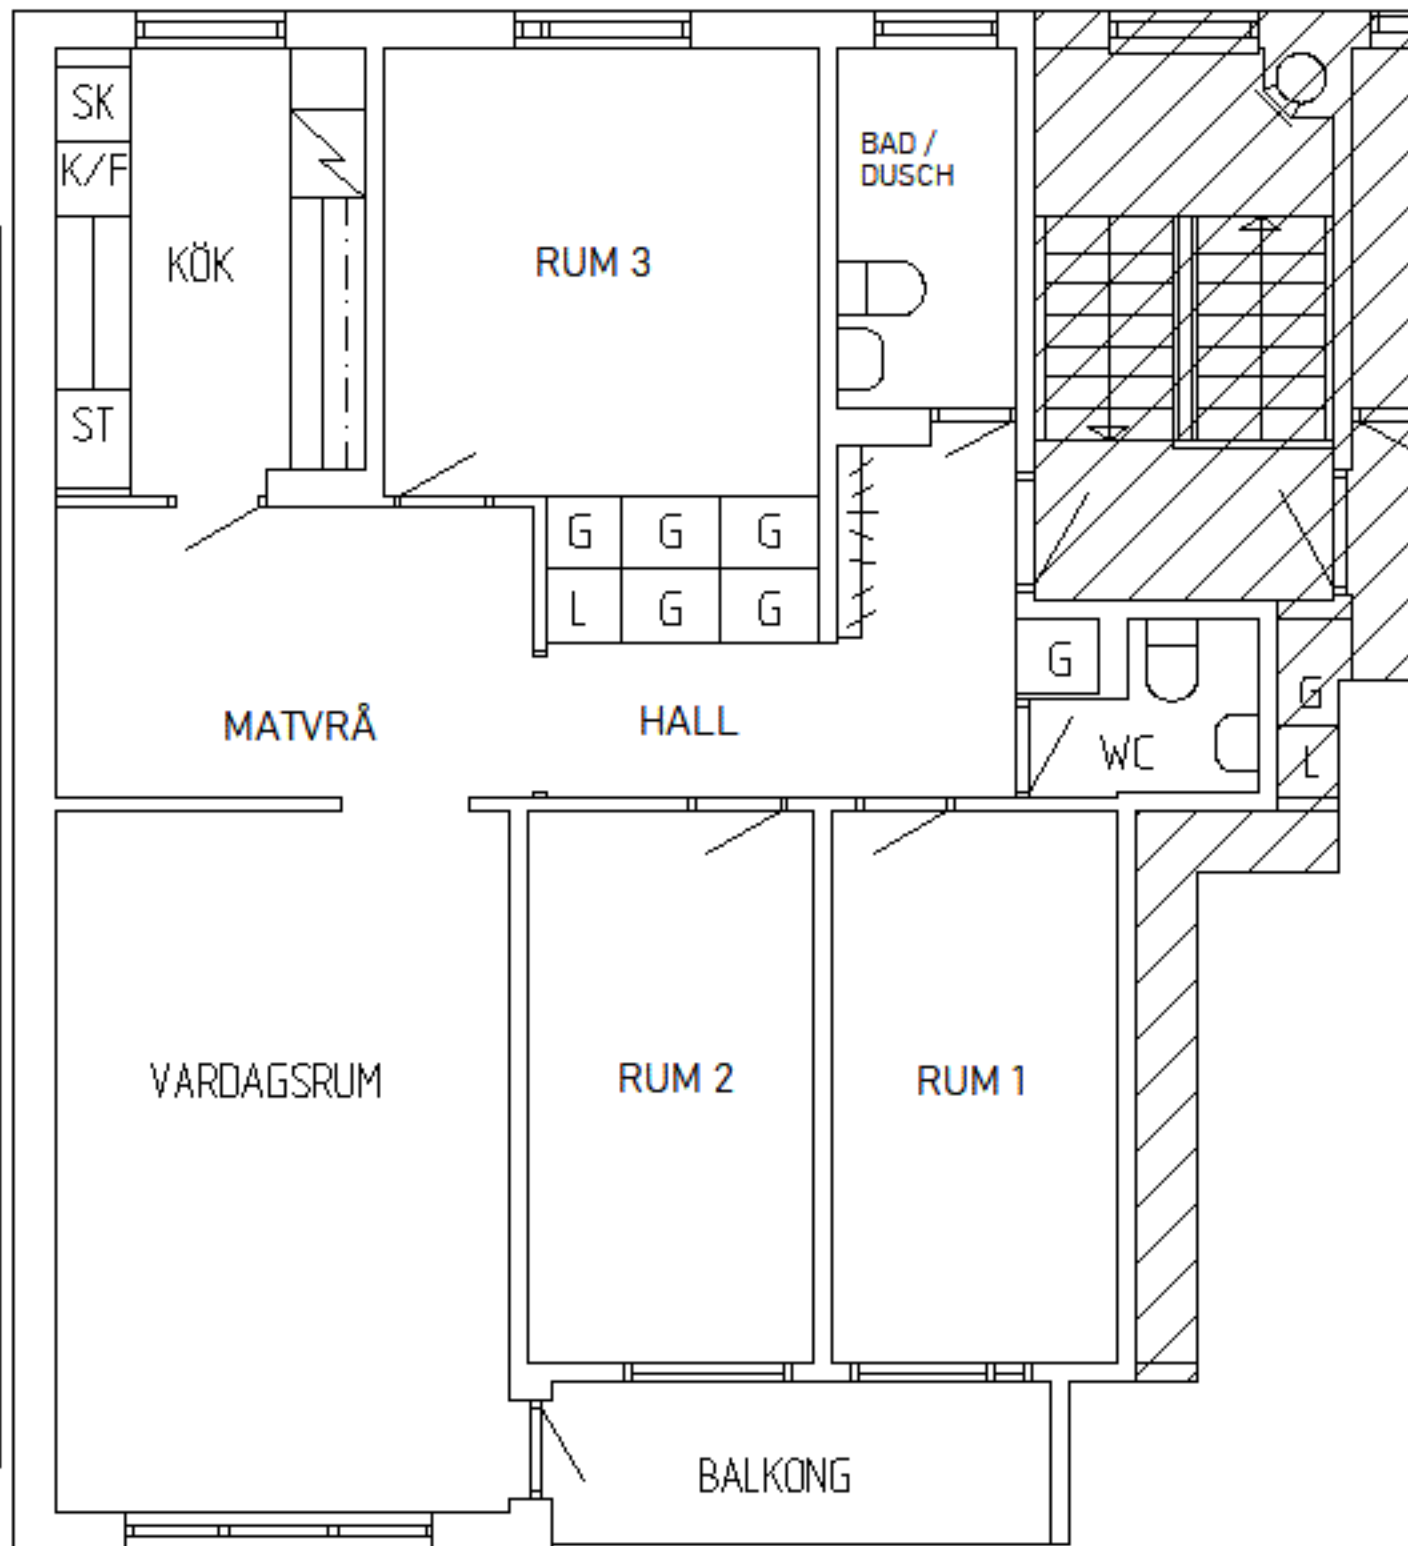 SK
K/F
KÖK
ST
RUM 3
BAD /
DUSCH
G G G
L G G
G
G
L
MATVRÅ
HALL
WC
VARDAGSRUM
RUM 2
RUM 1
BALKONG